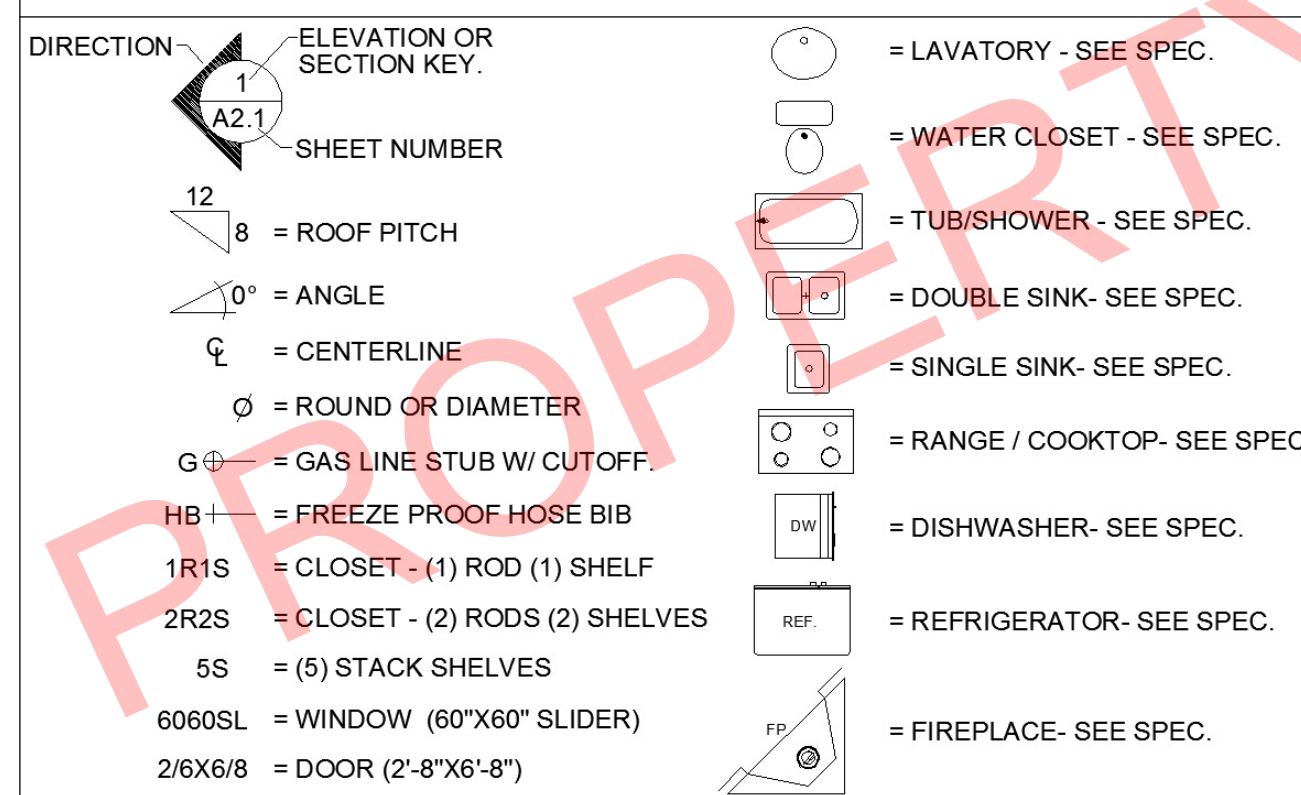 DIRECTION
ELEVATION OR
SECTION KEY.
1
A2.1
SHEET NUMBER
12
8 = ROOF PITCH
0° = ANGLE
℄ = CENTERLINE
Ø = ROUND OR DIAMETER
G = GAS LINE STUB W/ CUTOFF.
HB = FREEZE PROOF HOSE BIB
1R1S = CLOSET - (1) ROD (1) SHELF
2R2S = CLOSET - (2) RODS (2) SHELVES
5S = (5) STACK SHELVES
6060SL = WINDOW (60"X60" SLIDER)
2/6X6/8 = DOOR (2'-8"X6'-8")
= LAVATORY - SEE SPEC.
= WATER CLOSET - SEE SPEC.
= TUB/SHOWER - SEE SPEC.
= DOUBLE SINK- SEE SPEC.
= SINGLE SINK- SEE SPEC.
= RANGE / COOKTOP- SEE SPEC
DW = DISHWASHER- SEE SPEC.
REF. = REFRIGERATOR- SEE SPEC.
FP = FIREPLACE- SEE SPEC.
PROPERTY